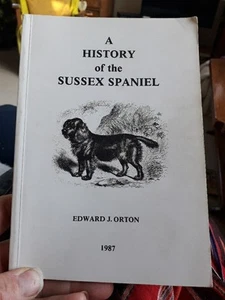 A
HISTORY
of the
SUSSEX SPANIEL
EDWARD J. ORTON
1987